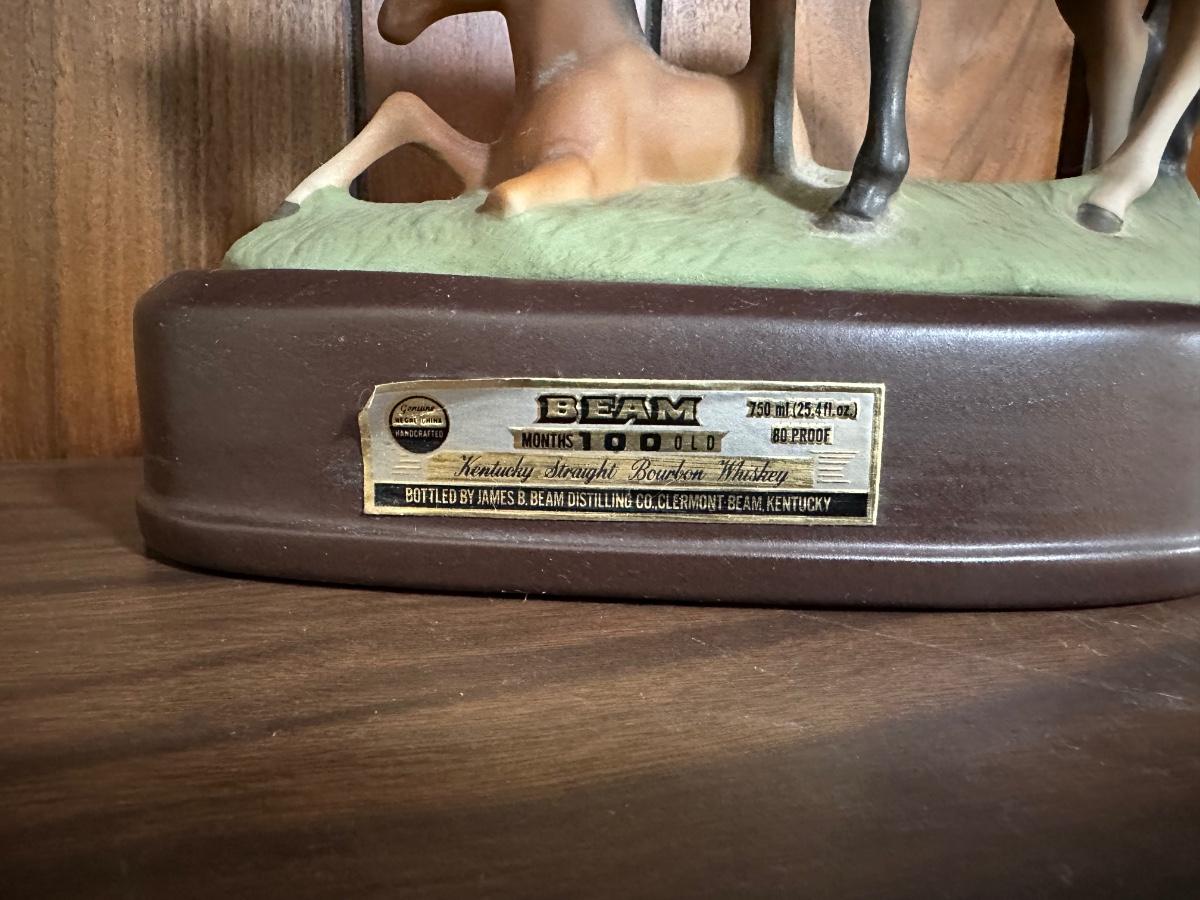 Genuine
REGAL CHINA
HANDCRAFTED
BEAM
MONTHS 100 OLD
750 ml (25.4 fl. oz.)
80 PROOF
Kentucky Straight Bourbon Whiskey
BOTTLED BY JAMES B. BEAM DISTILLING CO., CLERMONT-BEAM, KENTUCKY